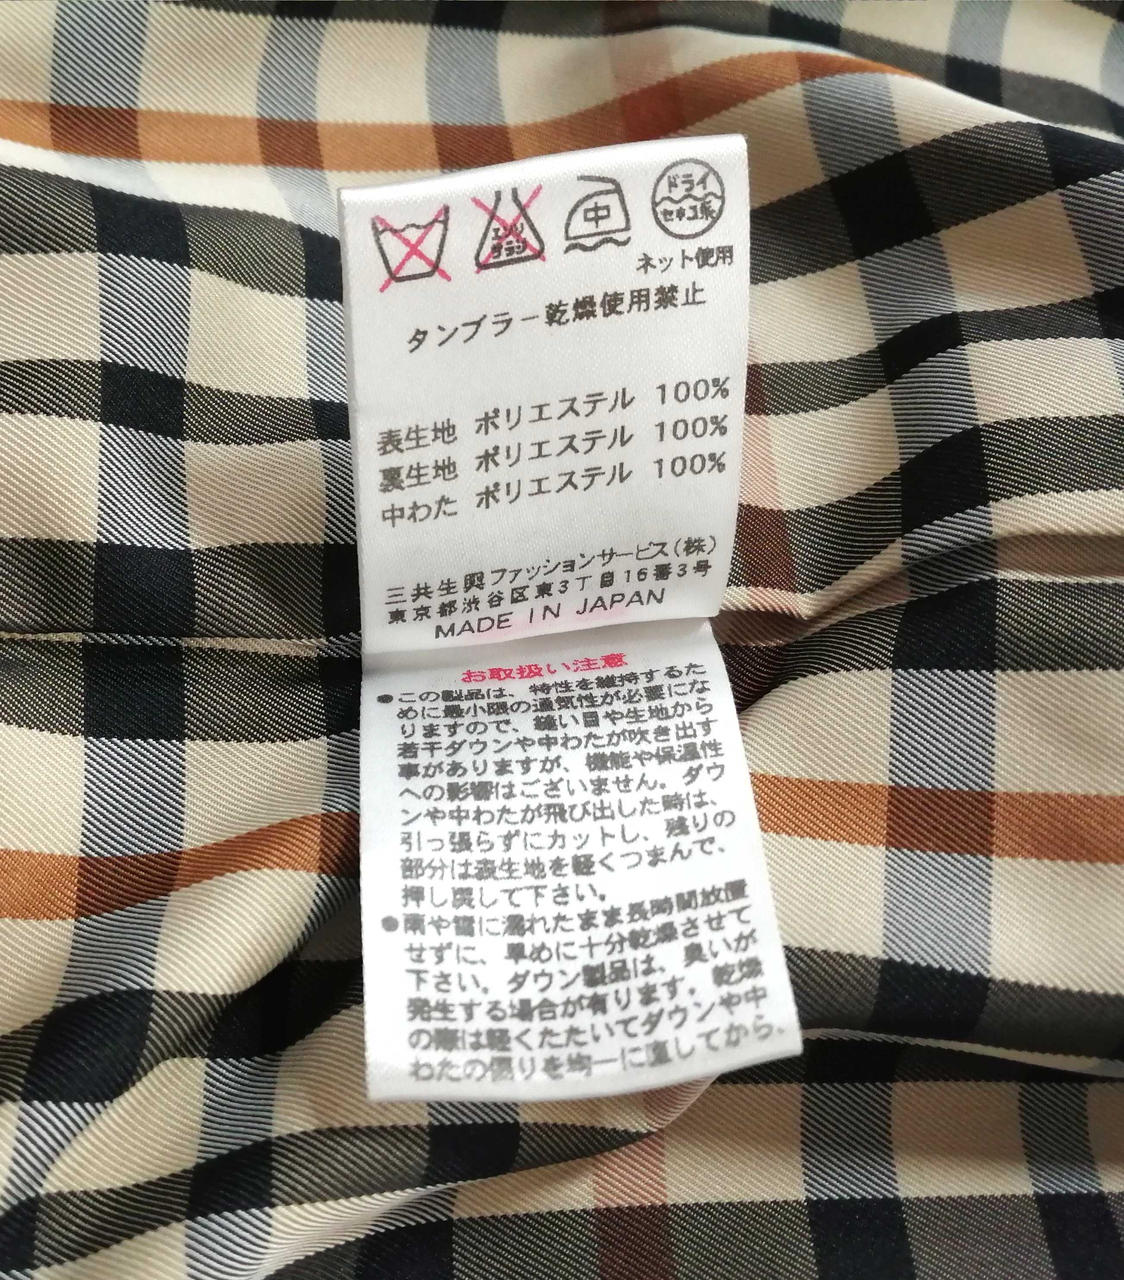 エンソ
サラシ
中
ドライ
セキユ系
ネット使用
タンブラー乾燥使用禁止
表生地 ポリエステル 100%
裏生地 ポリエステル 100%
中わた ポリエステル 100%
三共生興ファッションサービス(株)
東京都渋谷区東3丁目16番3号
MADE IN JAPAN
お取扱い注意
●この製品は、特性を維持するた
めに最小限の通気性が必要にな
りますので、縫い目や生地から
若干ダウンや中わたが吹き出す
事がありますが、機能や保温性
への影響はございません。ダウ
ンや中わたが飛び出した時は、
引っ張らずにカットし、残りの
部分は表生地を軽くつまんで、
押し戻して下さい。
●雨や雪に濡れたまま長時間放置
せずに、早めに十分乾燥させて
下さい。ダウン製品は、臭いが
発生する場合が有ります。乾燥
の際は軽くたたいてダウンや中
わたの偏りを均一に直してから、